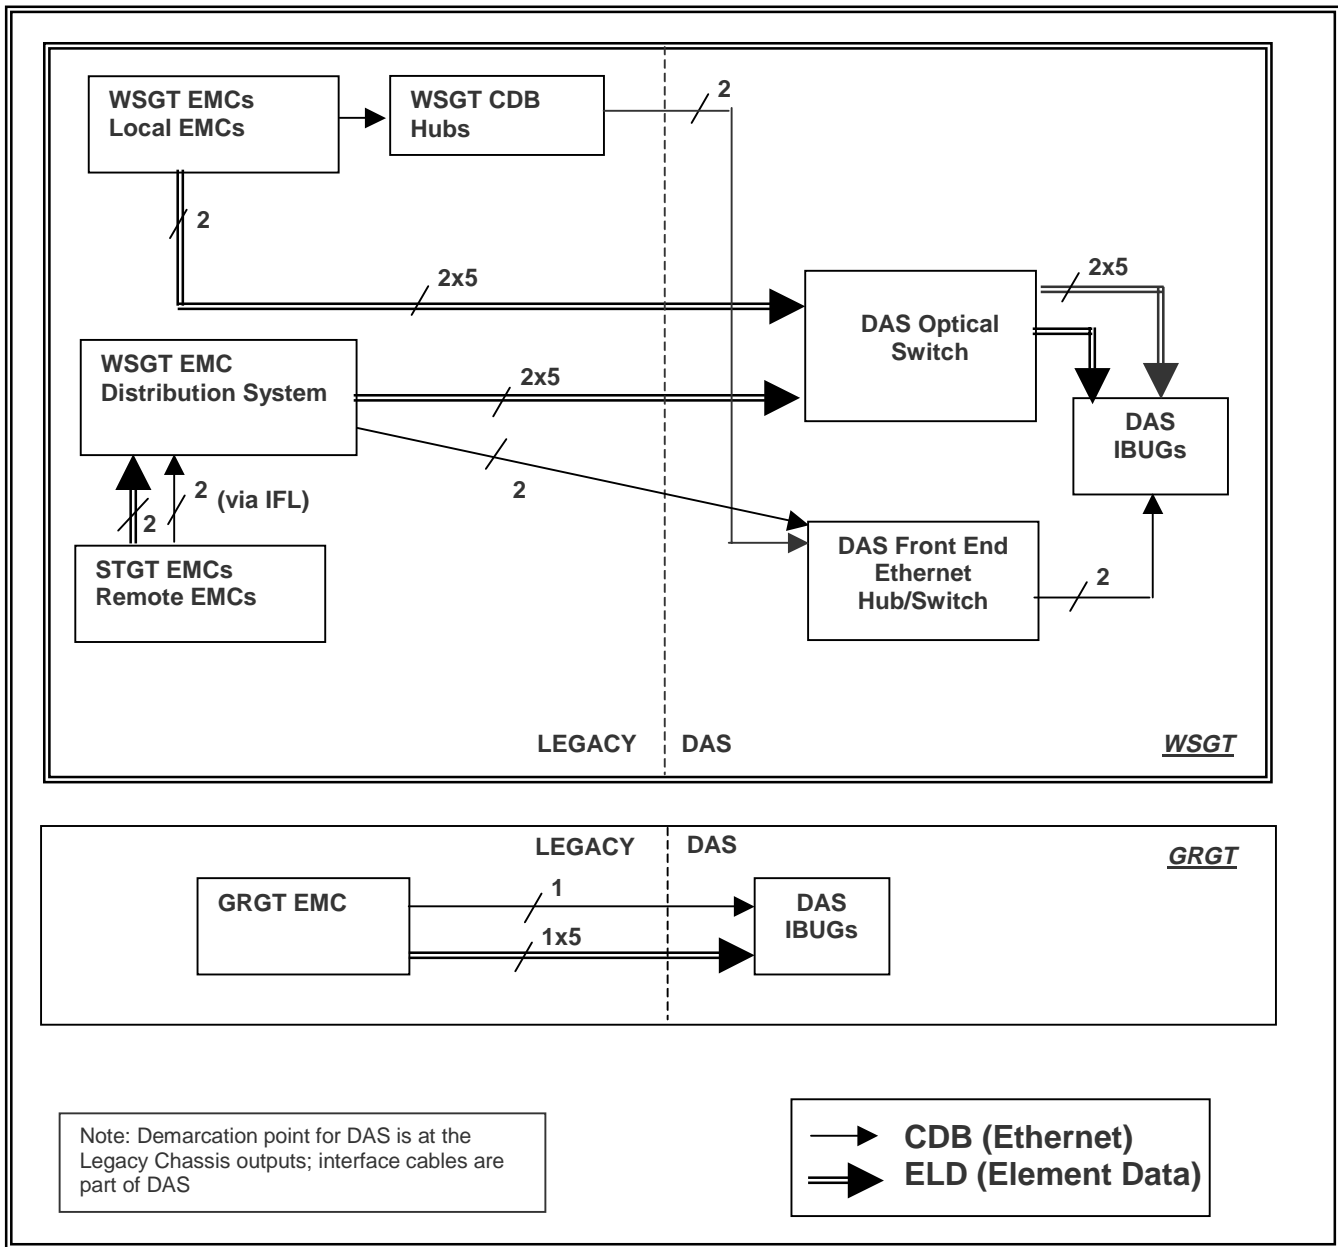 WSGT EMCs
Local EMCs
WSGT CDB
Hubs
2
2
2x5
2x5
DAS Optical
Switch
WSGT EMC
Distribution System
2x5
2
DAS
IBUGs
2
2
(via IFL)
STGT EMCs
Remote EMCs
DAS Front End
Ethernet
Hub/Switch
2
LEGACY
DAS
WSGT
LEGACY
DAS
GRGT
GRGT EMC
1
1x5
DAS
IBUGs
Note: Demarcation point for DAS is at the
Legacy Chassis outputs; interface cables are
part of DAS
CDB (Ethernet)
ELD (Element Data)